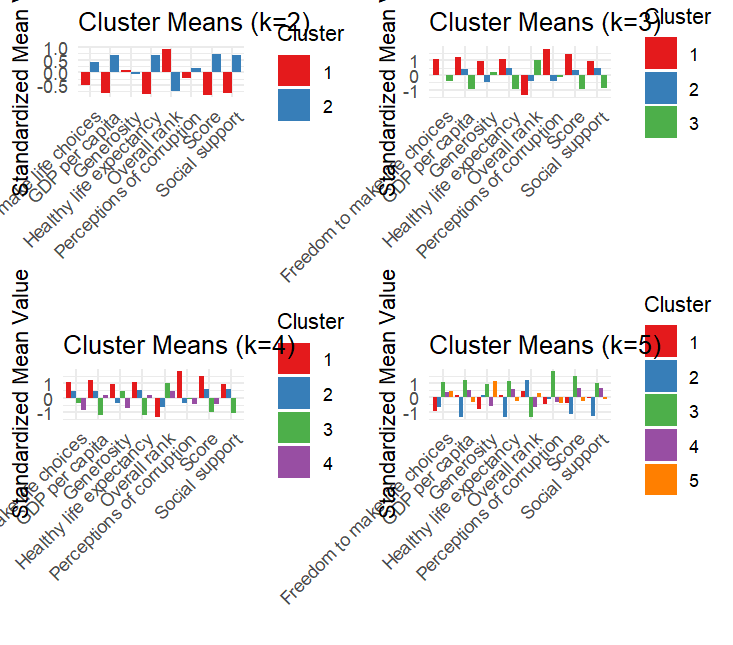 Cluster Means (k=2)
Standardized Mean V
1.0
0.5
0.0
-0.5
make life choices
GDP per capita
Generosity
Healthy life expectancy
Overall rank
Perceptions of corruption
Score
Social support
Cluster
1
2
Cluster Means (k=3)
Standardized Mean V
1
0
-1
Freedom to make life choices
GDP per capita
Generosity
Healthy life expectancy
Overall rank
Perceptions of corruption
Score
Social support
Cluster
1
2
3
Cluster Means (k=4)
Standardized Mean Value
1
0
-1
make life choices
GDP per capita
Generosity
Healthy life expectancy
Overall rank
Perceptions of corruption
Score
Social support
Cluster
1
2
3
4
Cluster Means (k=5)
Standardized Mean Value
1
0
-1
Freedom to make life choices
GDP per capita
Generosity
Healthy life expectancy
Overall rank
Perceptions of corruption
Score
Social support
Cluster
1
2
3
4
5